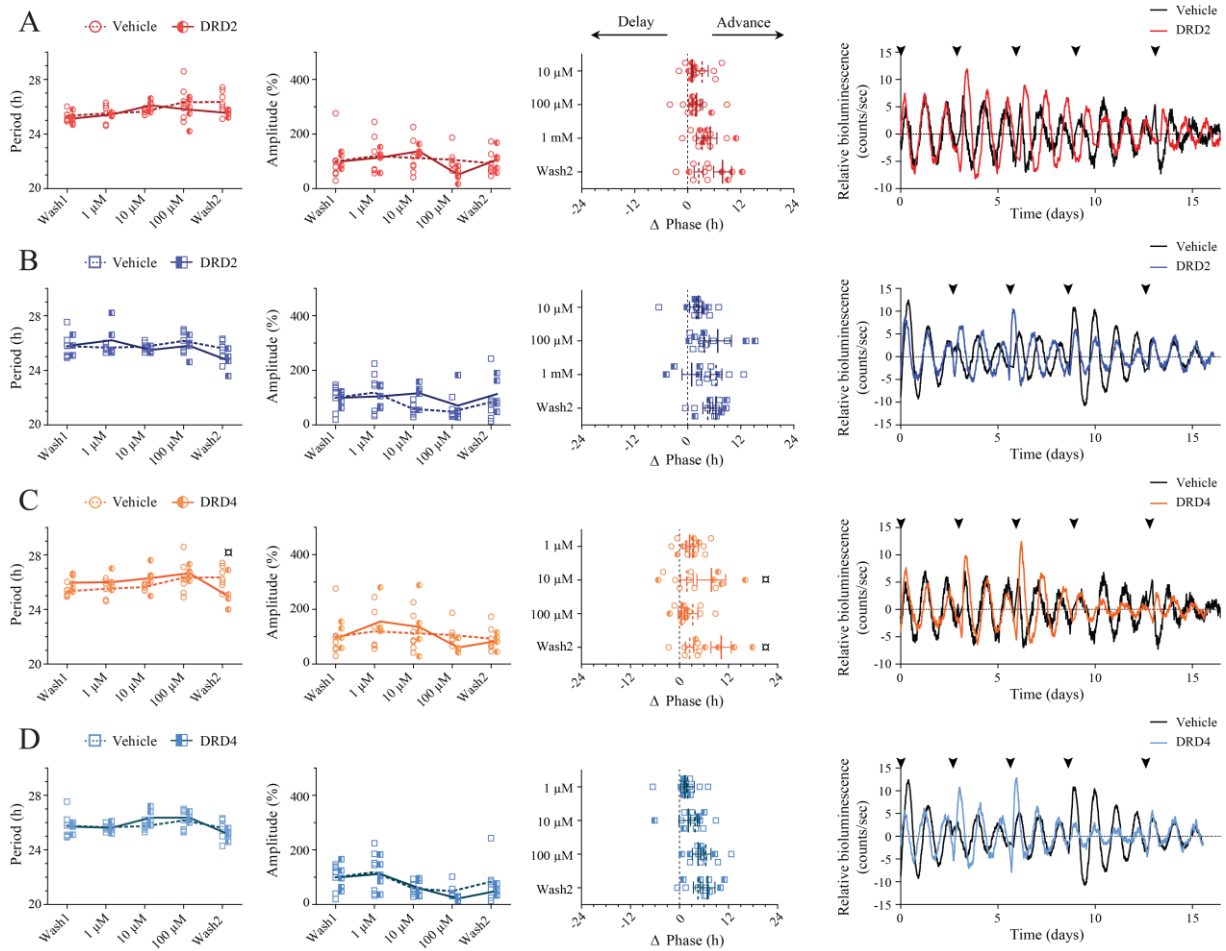 A
Vehicle DRD2
Period (h)
28
26
24
22
20
Wash1 1 μM 10 μM 100 μM Wash2
Amplitude (%)
400
200
0
Wash1 1 μM 10 μM 100 μM Wash2
Delay Advance
10 μM
100 μM
1 mM
Wash2
-24 -12 0 12 24
Δ Phase (h)
Vehicle
DRD2
Relative bioluminescence
(counts/sec)
15
10
5
0
-5
-10
0 5 10 15
Time (days)
B
Vehicle DRD2
Period (h)
28
26
24
22
20
Wash1 1 μM 10 μM 100 μM Wash2
Amplitude (%)
400
200
0
Wash1 1 μM 10 μM 100 μM Wash2
10 μM
100 μM
1 mM
Wash2
-24 -12 0 12 24
Δ Phase (h)
Vehicle
DRD2
Relative bioluminescence
(counts/sec)
15
10
5
0
-5
-10
-15
0 5 10 15
Time (days)
C
Vehicle DRD4
Period (h)
28
26
24
22
20
Wash1 1 μM 10 μM 100 μM Wash2
¤
Amplitude (%)
400
200
0
Wash1 1 μM 10 μM 100 μM Wash2
1 μM
10 μM ¤
100 μM
Wash2 ¤
-24 -12 0 12 24
Δ Phase (h)
Vehicle
DRD4
Relative bioluminescence
(counts/sec)
15
10
5
0
-5
-10
0 5 10 15
Time (days)
D
Vehicle DRD4
Period (h)
28
26
24
22
20
Wash1 1 μM 10 μM 100 μM Wash2
Amplitude (%)
400
200
0
Wash1 1 μM 10 μM 100 μM Wash2
1 μM
10 μM
100 μM
Wash2
-24 -12 0 12 24
Δ Phase (h)
Vehicle
DRD4
Relative bioluminescence
(counts/sec)
15
10
5
0
-5
-10
-15
0 5 10 15
Time (days)